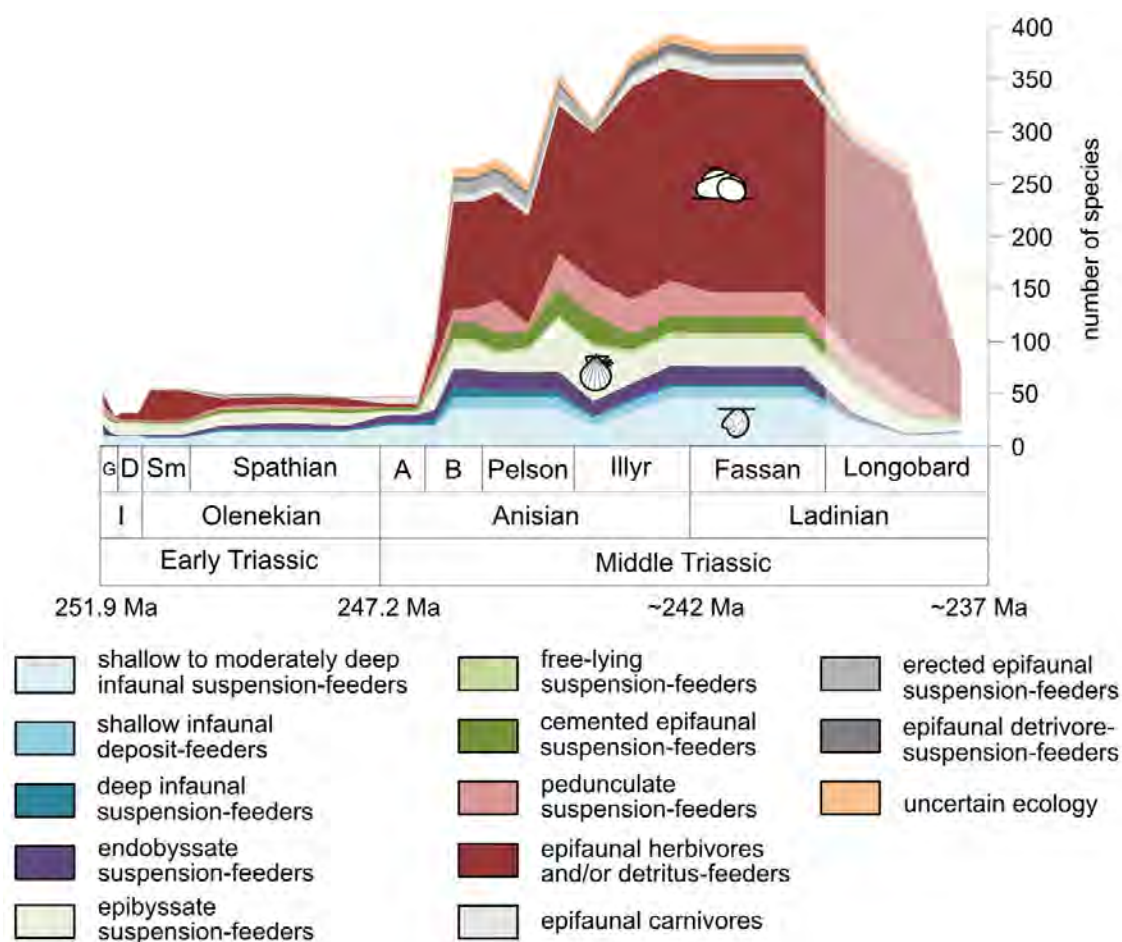 400
350
300
250
200
150
100
50
0
number of species
G D Sm Spathian A B Pelson Illyr Fassan Longobard
I Olenekian Anisian Ladinian
Early Triassic Middle Triassic
251.9 Ma 247.2 Ma ~242 Ma ~237 Ma
shallow to moderately deep
infaunal suspension-feeders
shallow infaunal
deposit-feeders
deep infaunal
suspension-feeders
endobyssate
suspension-feeders
epibyssate
suspension-feeders
free-lying
suspension-feeders
cemented epifaunal
suspension-feeders
pedunculate
suspension-feeders
epifaunal herbivores
and/or detritus-feeders
epifaunal carnivores
erected epifaunal
suspension-feeders
epifaunal detrivore-
suspension-feeders
uncertain ecology